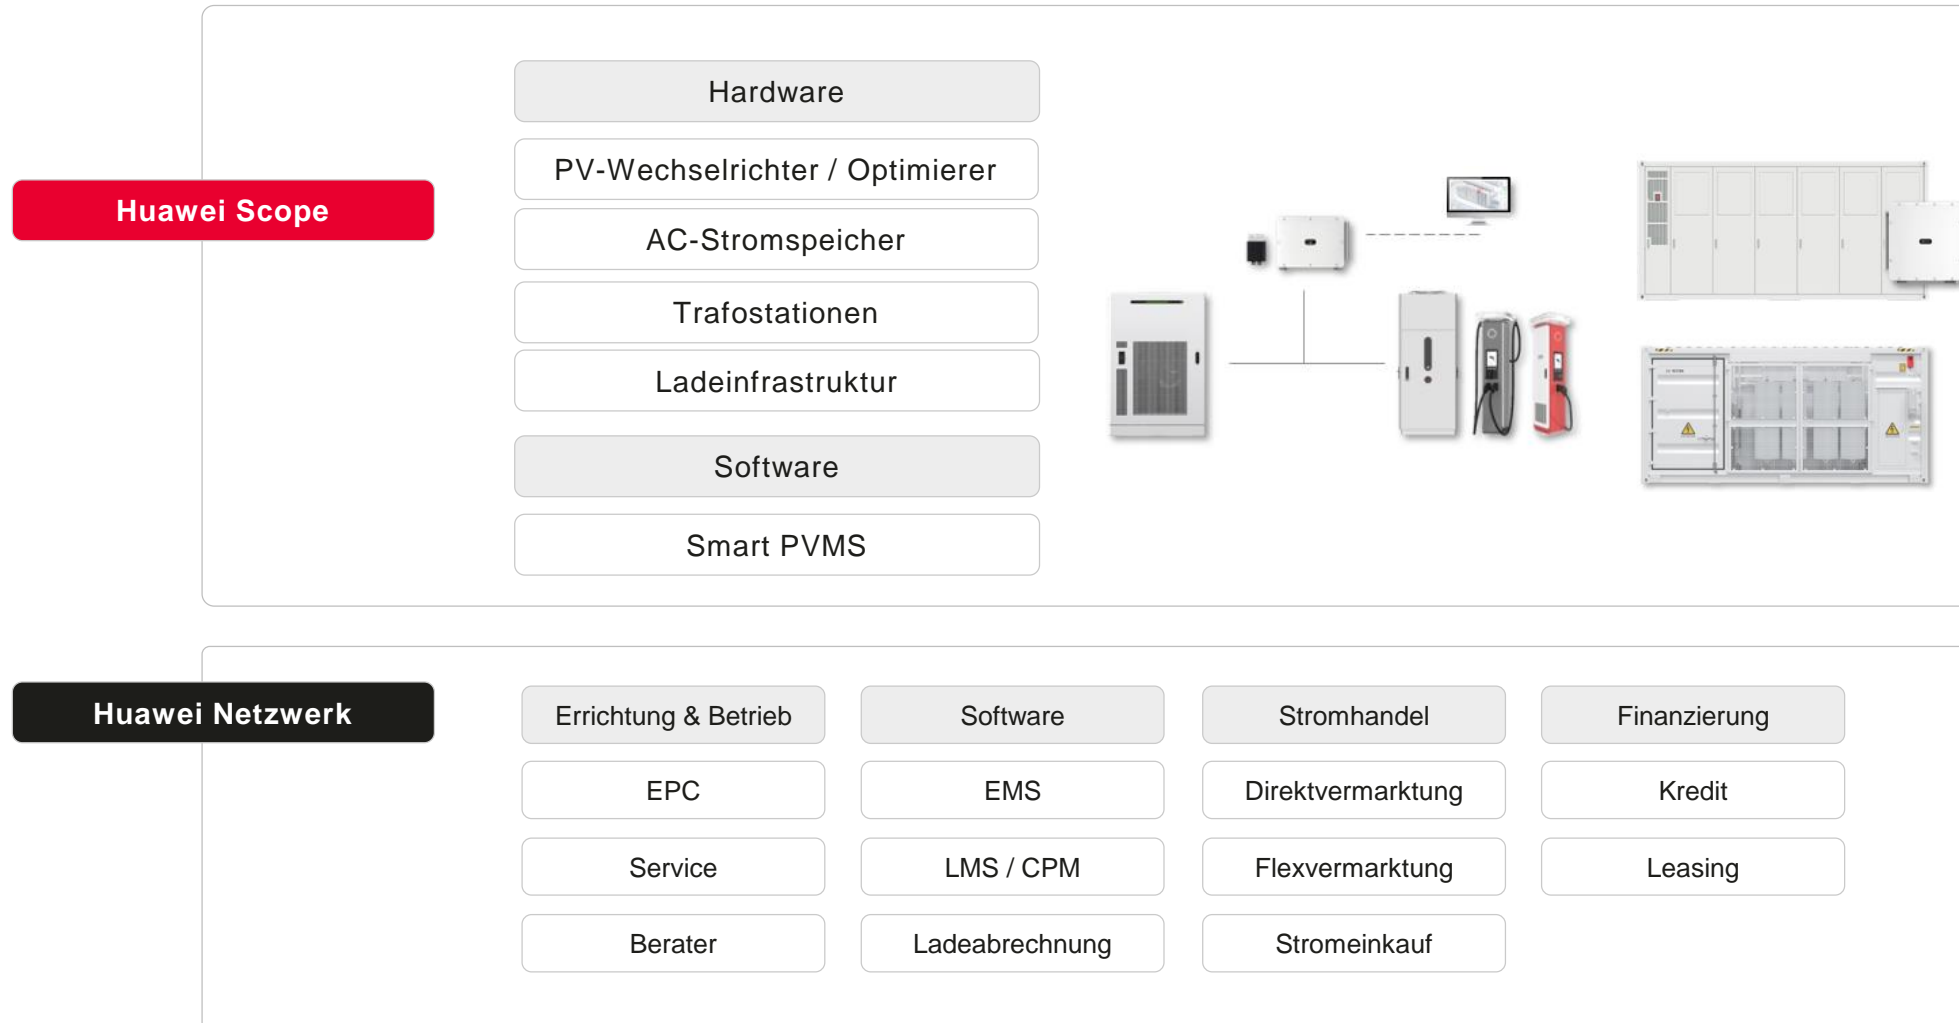 Huawei Scope
Hardware
PV-Wechselrichter / Optimierer
AC-Stromspeicher
Trafostationen
Ladeinfrastruktur
Software
Smart PVMS
Huawei Netzwerk
Errichtung & Betrieb
EPC
Service
Berater
Software
EMS
LMS / CPM
Ladeabrechnung
Stromhandel
Direktvermarktung
Flexvermarktung
Stromeinkauf
Finanzierung
Kredit
Leasing